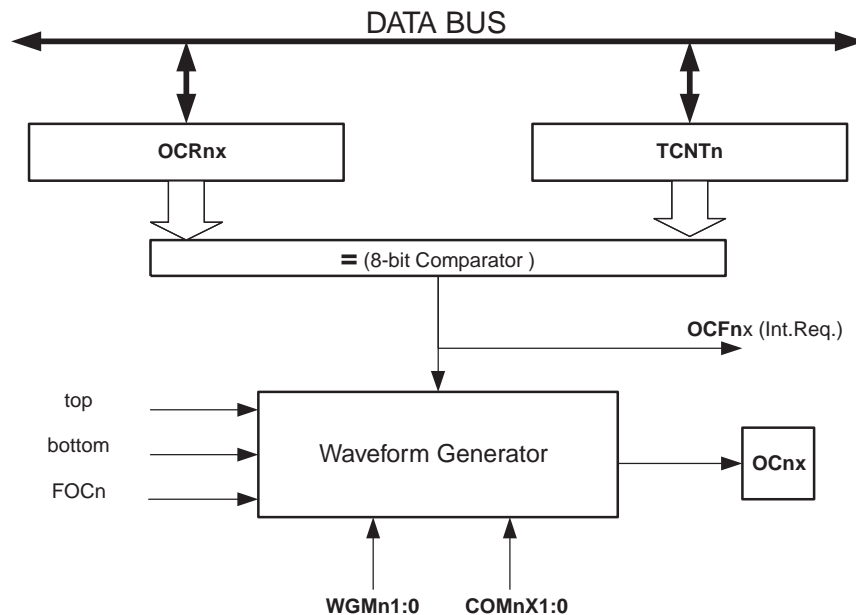 DATA BUS
OCRnx
TCNTn
= (8-bit Comparator )
OCFnx (Int.Req.)
top
bottom
FOCn
Waveform Generator
OCnx
WGMn1:0
COMnX1:0